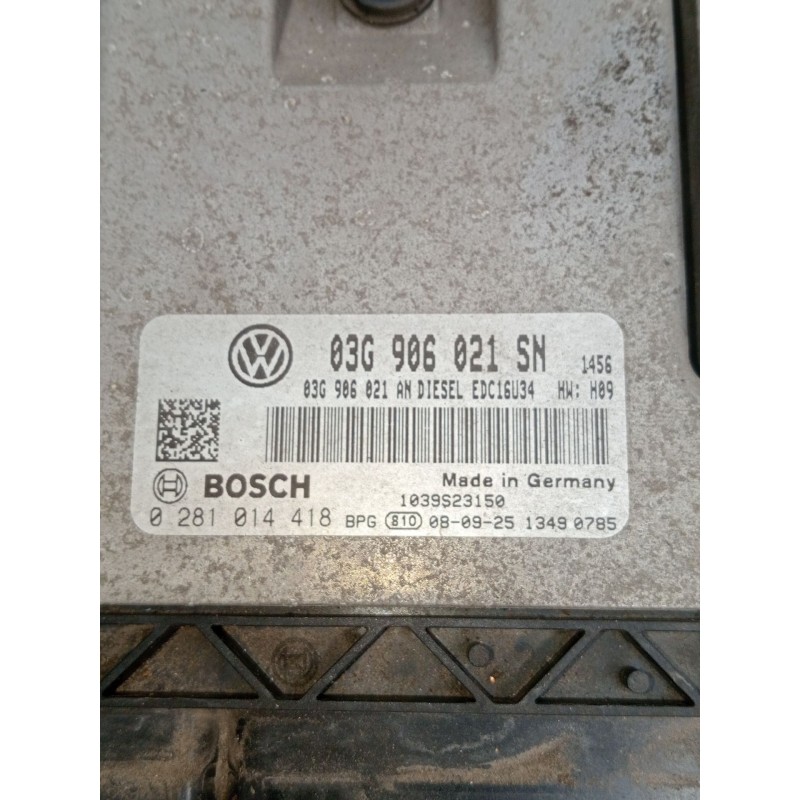 03G 906 021 SN 1456
03G 906 021 AN DIESEL EDC16U34 HW: H09
BOSCH Made in Germany
1039S23150
0 281 014 418 BPG 810 08-09-25 1349 0785